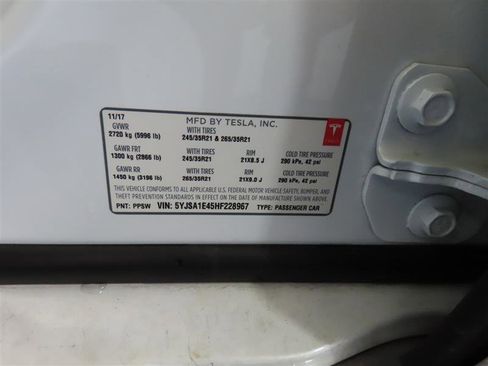 11/17 MFD BY TESLA, INC.
GVWR WITH TIRES
2720 kg (5996 lb) 245/35R21 & 265/35R21
GAWR FRT WITH TIRES RIM COLD TIRE PRESSURE
1300 kg (2866 lb) 245/35R21 21X8.5 J 290 kPa, 42 psi
GAWR RR WITH TIRES RIM COLD TIRE PRESSURE
1450 kg (3196 lb) 265/35R21 21X9.0 J 290 kPa, 42 psi
THIS VEHICLE CONFORMS TO ALL APPLICABLE U.S. FEDERAL MOTOR VEHICLE SAFETY, BUMPER, AND
THEFT PREVENTION STANDARDS IN EFFECT ON THE DATE OF MANUFACTURE SHOWN ABOVE.
PNT: PPSW VIN: 5YJSA1E45HF228967 TYPE: PASSENGER CAR